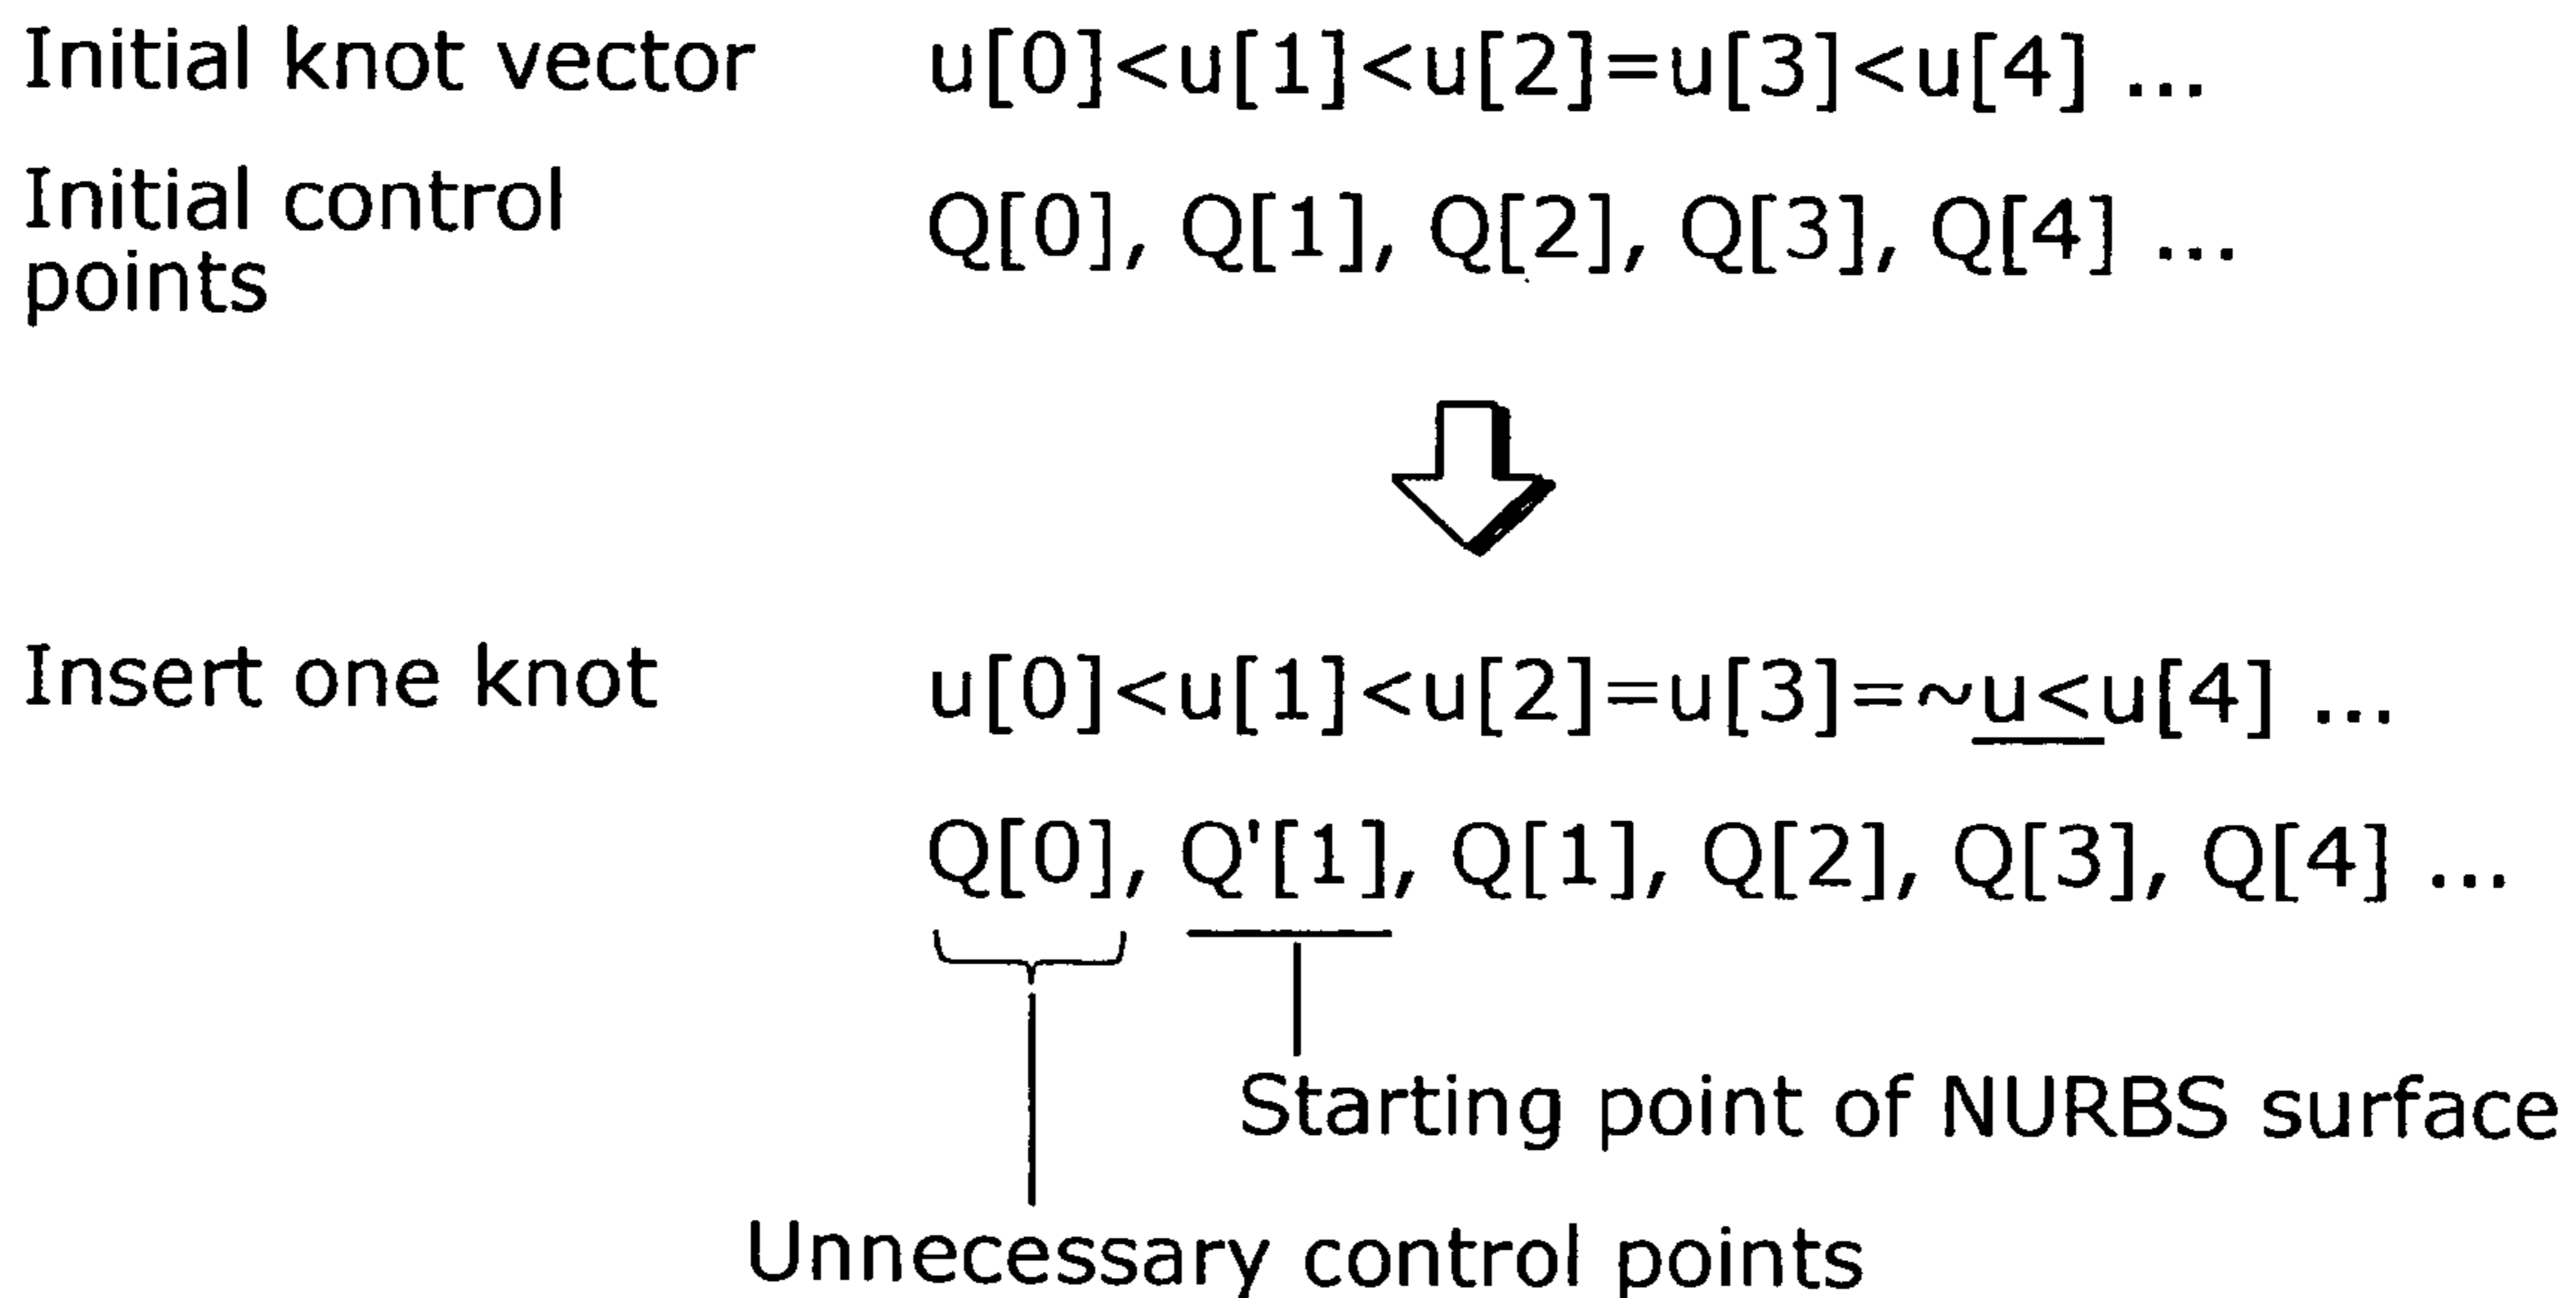 Initial knot vector u[0]<u[1]<u[2]=u[3]<u[4] ...
Initial control
points
Q[0], Q[1], Q[2], Q[3], Q[4] ...
Insert one knot u[0]<u[1]<u[2]=u[3]=~u<u[4] ...
Q[0], Q'[1], Q[1], Q[2], Q[3], Q[4] ...
Starting point of NURBS surface
Unnecessary control points